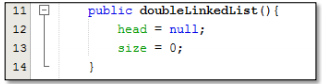 11 public doubleLinkedList(){
12 head = null;
13 size = 0;
14 }